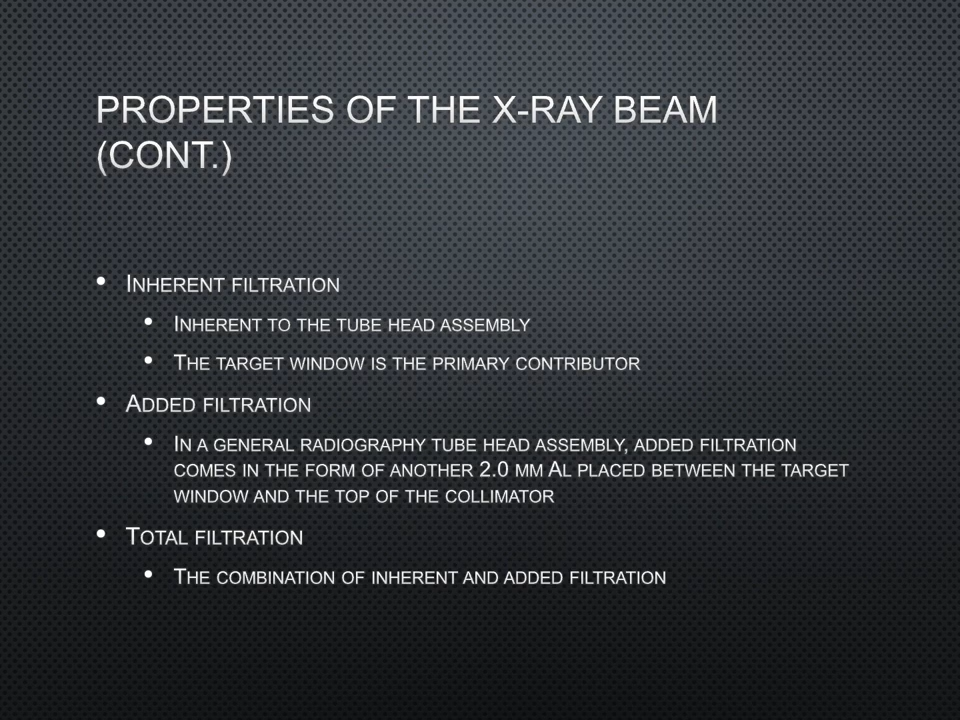 PROPERTIES OF THE X-RAY BEAM
(CONT.)
• INHERENT FILTRATION
• INHERENT TO THE TUBE HEAD ASSEMBLY
• THE TARGET WINDOW IS THE PRIMARY CONTRIBUTOR
• ADDED FILTRATION
• IN A GENERAL RADIOGRAPHY TUBE HEAD ASSEMBLY, ADDED FILTRATION
COMES IN THE FORM OF ANOTHER 2.0 MM AL PLACED BETWEEN THE TARGET
WINDOW AND THE TOP OF THE COLLIMATOR
• TOTAL FILTRATION
• THE COMBINATION OF INHERENT AND ADDED FILTRATION